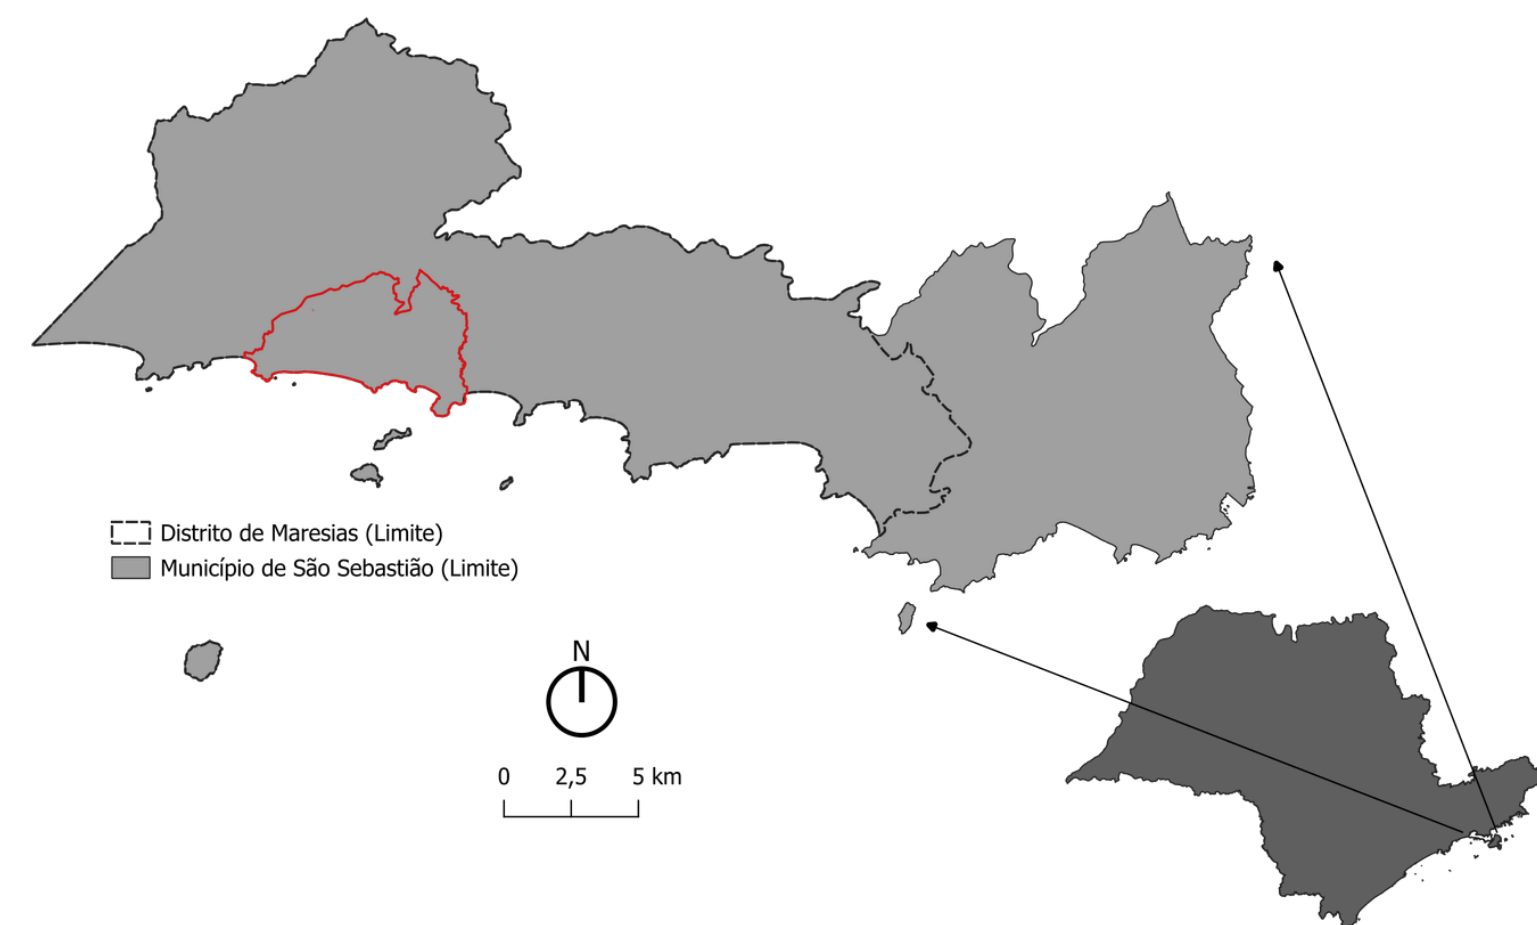 Distrito de Maresias (Limite)
Município de São Sebastião (Limite)
N
0 2,5 5 km